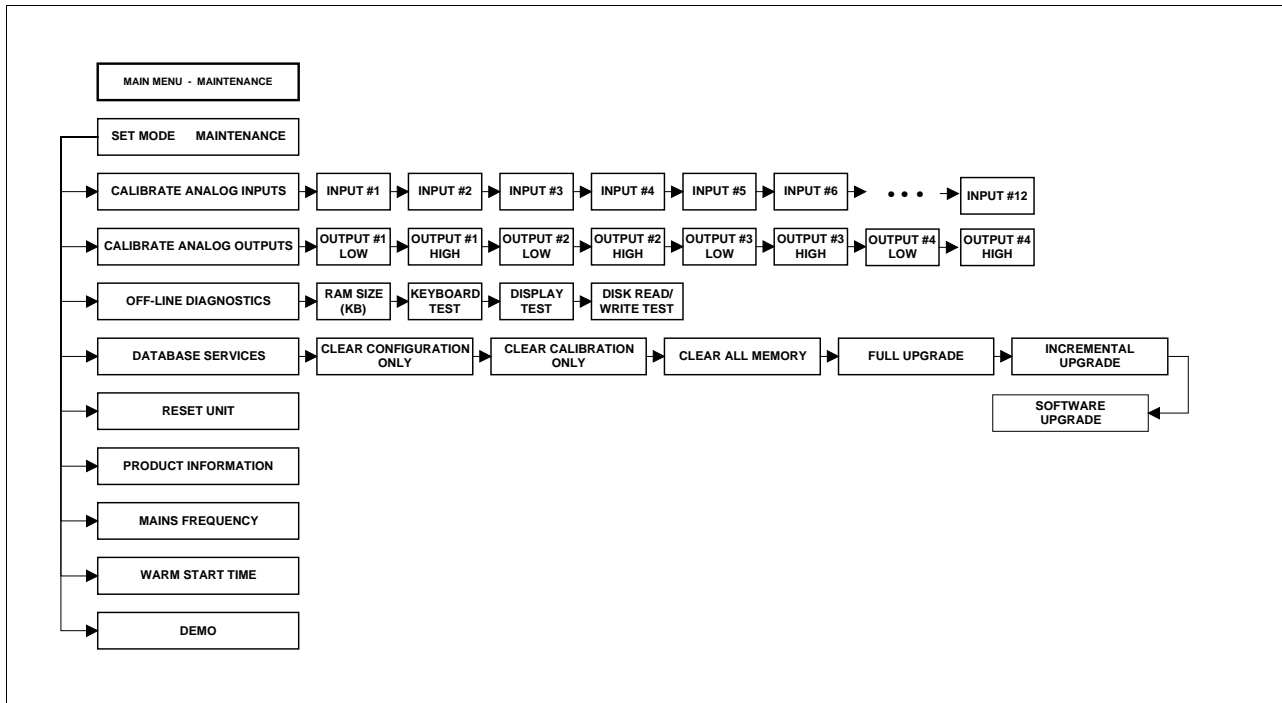 MAIN MENU - MAINTENANCE
SET MODE MAINTENANCE
CALIBRATE ANALOG INPUTS
INPUT #1
INPUT #2
INPUT #3
INPUT #4
INPUT #5
INPUT #6
• • •
INPUT #12
CALIBRATE ANALOG OUTPUTS
OUTPUT #1
LOW
OUTPUT #1
HIGH
OUTPUT #2
LOW
OUTPUT #2
HIGH
OUTPUT #3
LOW
OUTPUT #3
HIGH
OUTPUT #4
LOW
OUTPUT #4
HIGH
OFF-LINE DIAGNOSTICS
RAM SIZE
(KB)
KEYBOARD
TEST
DISPLAY
TEST
DISK READ/
WRITE TEST
DATABASE SERVICES
CLEAR CONFIGURATION
ONLY
CLEAR CALIBRATION
ONLY
CLEAR ALL MEMORY
FULL UPGRADE
INCREMENTAL
UPGRADE
SOFTWARE
UPGRADE
RESET UNIT
PRODUCT INFORMATION
MAINS FREQUENCY
WARM START TIME
DEMO